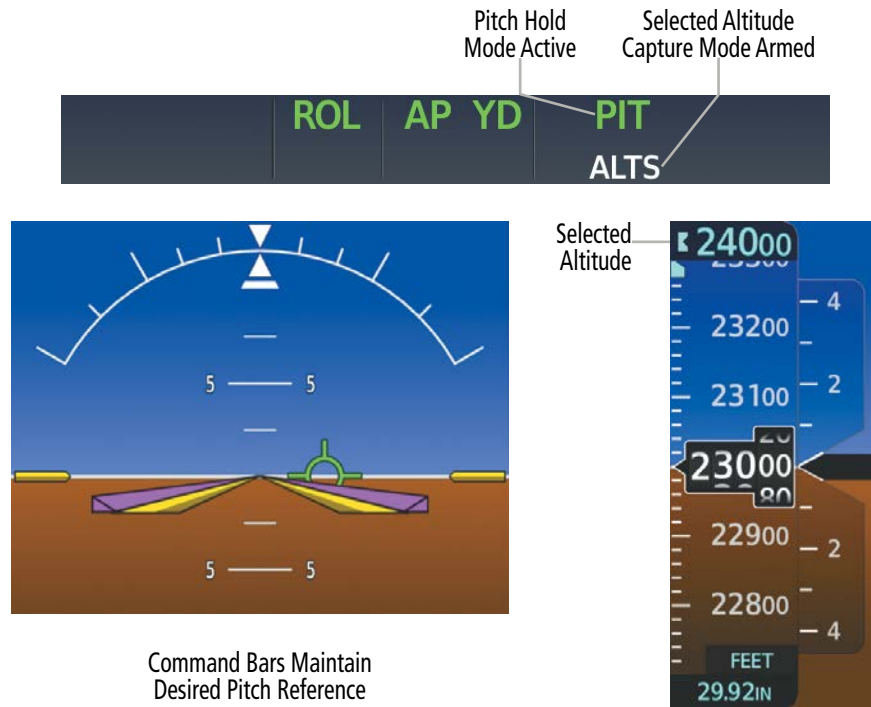 Pitch Hold
Mode Active
Selected Altitude
Capture Mode Armed
ROL AP YD PIT
ALTS
5 5
5 5
Command Bars Maintain
Desired Pitch Reference
Selected
Altitude
24000
23200
23100
20
23000
80
22900
22800
4
2
2
4
FEET
29.92IN